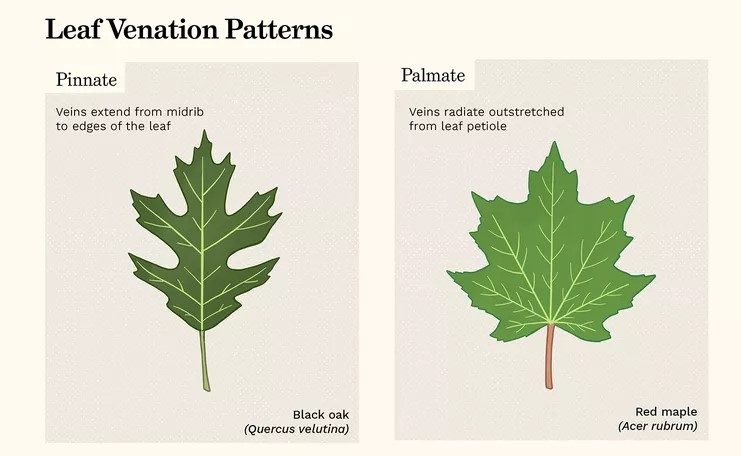 Leaf Venation Patterns
Pinnate
Veins extend from midrib
to edges of the leaf
Black oak
(Quercus velutina)
Palmate
Veins radiate outstretched
from leaf petiole
Red maple
(Acer rubrum)